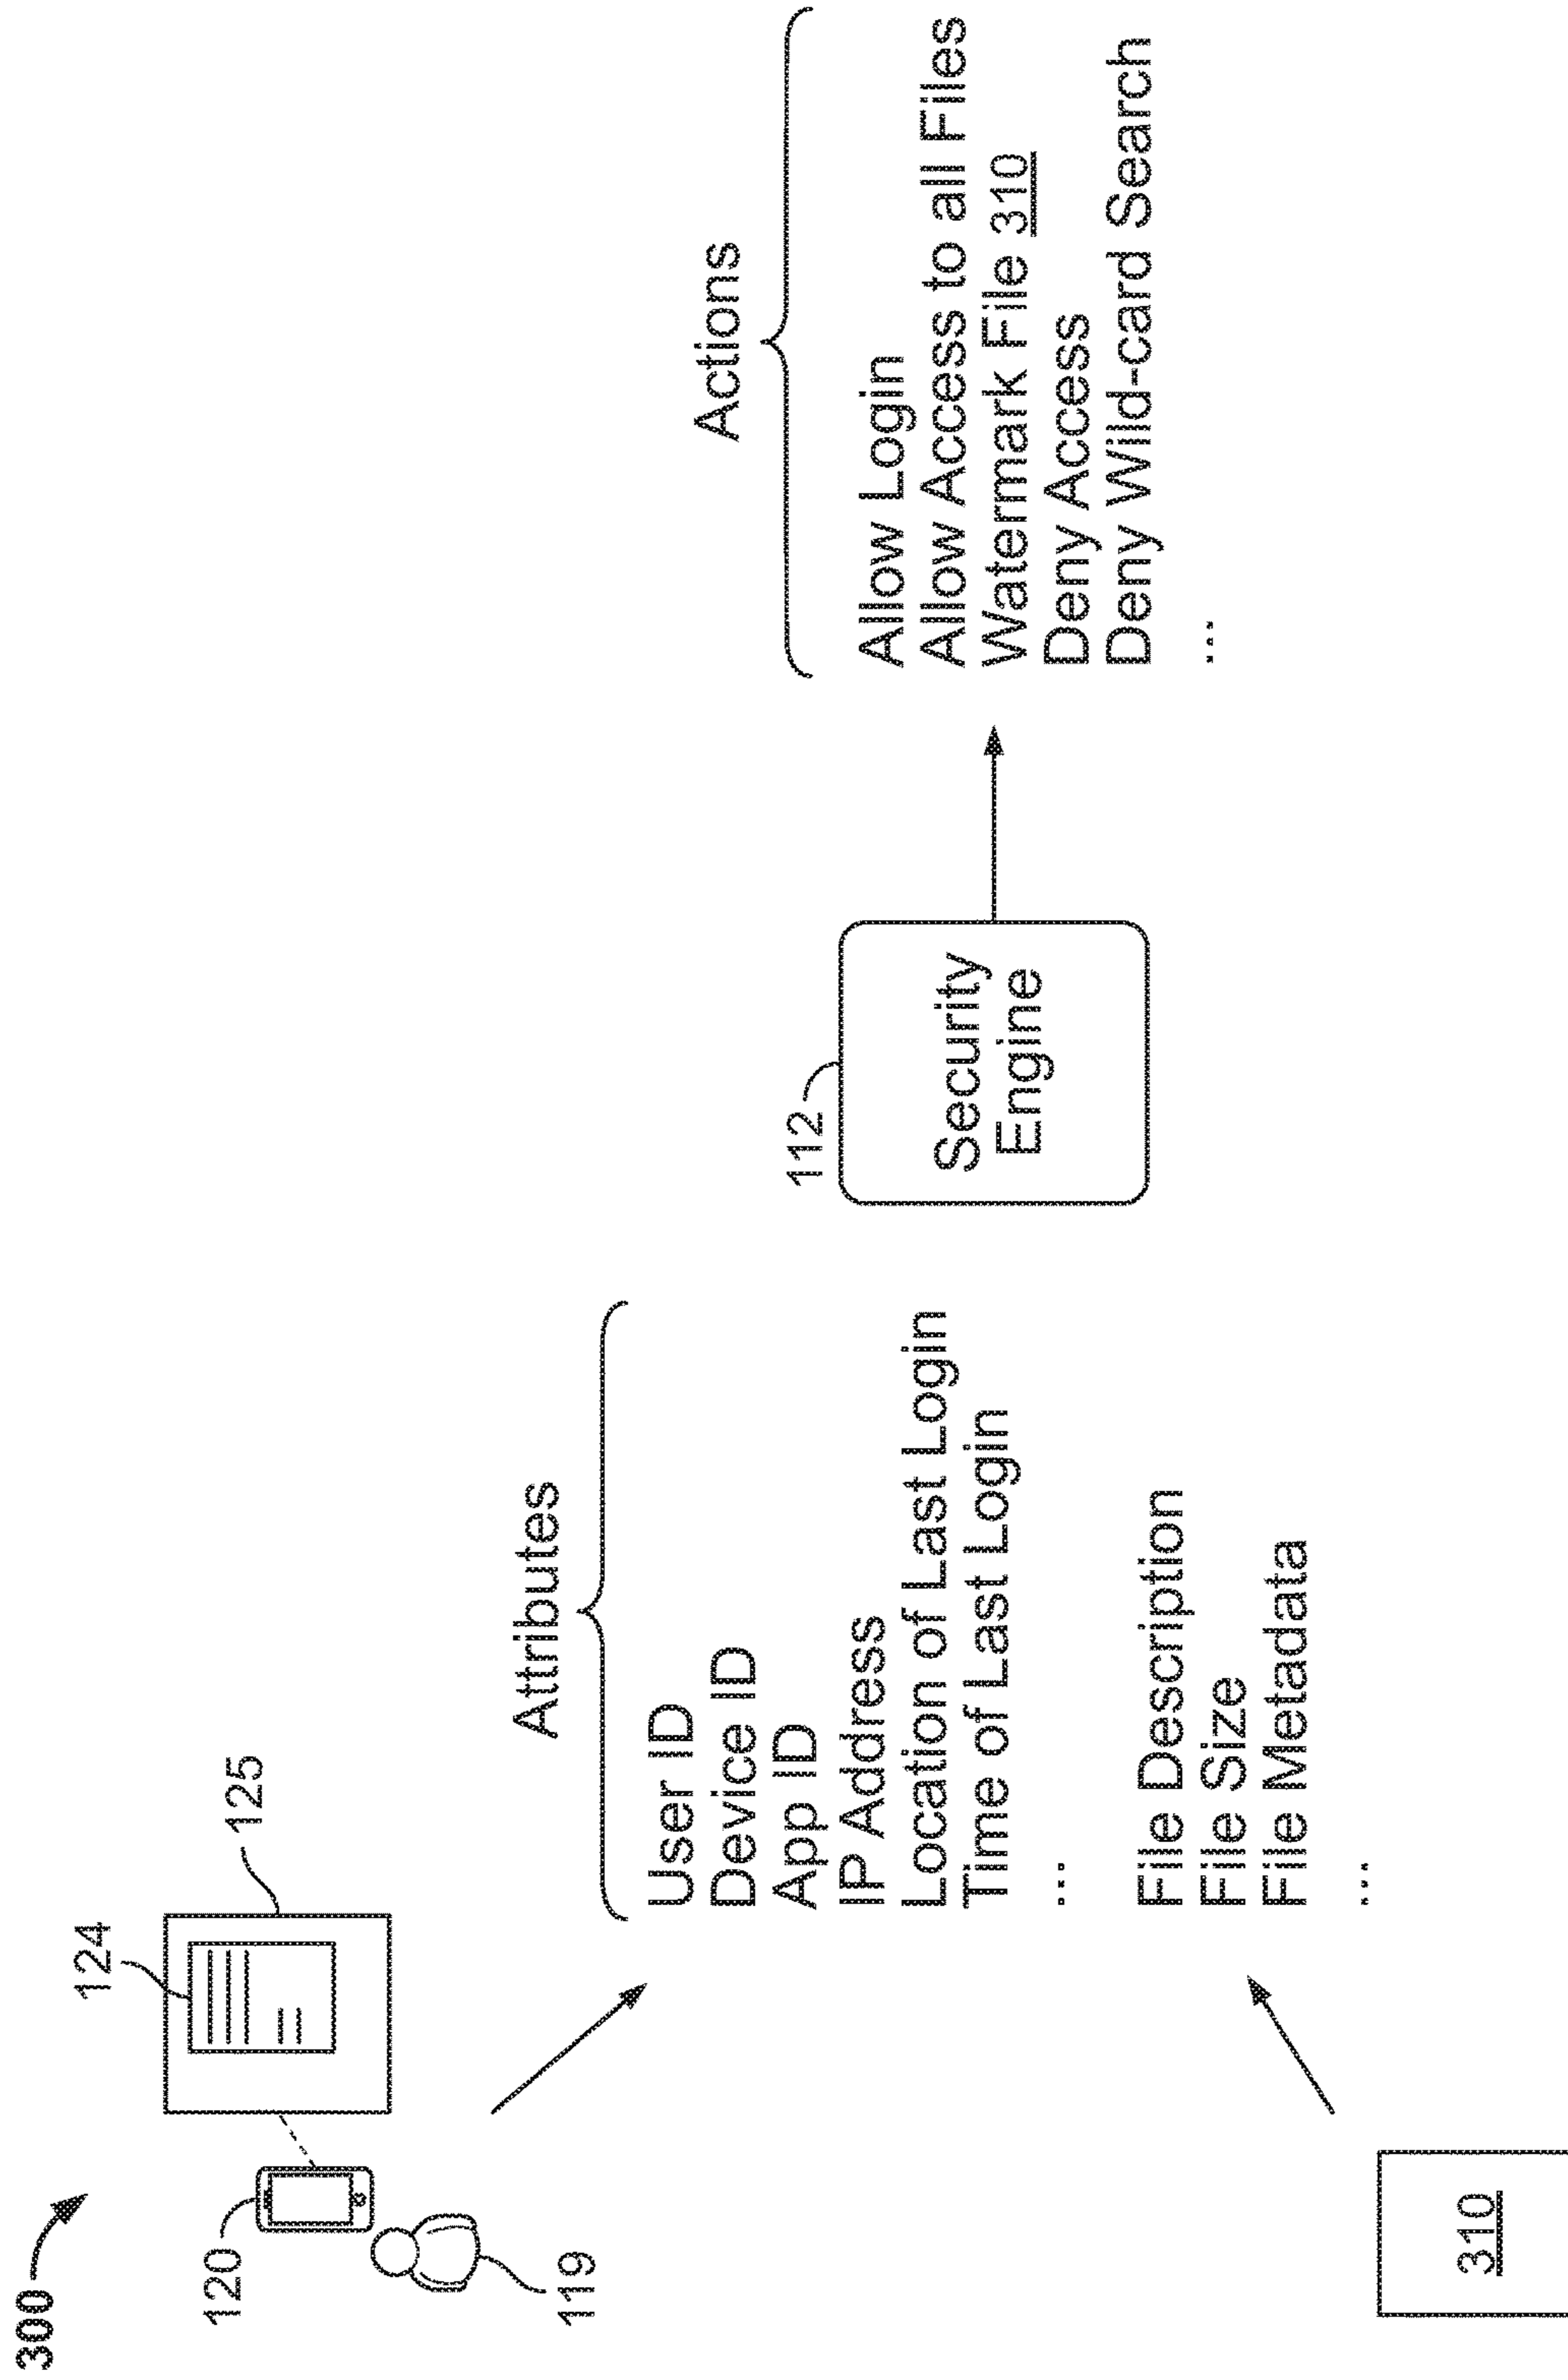 300
120
119
124
125
310
Attributes
User ID
Device ID
App ID
IP Address
Location of Last Login
Time of Last Login
...
File Description
File Size
File Metadata
...
112
Security
Engine
Actions
Allow Login
Allow Access to all Files
Watermark File 310
Deny Access
Deny Wild-card Search
...